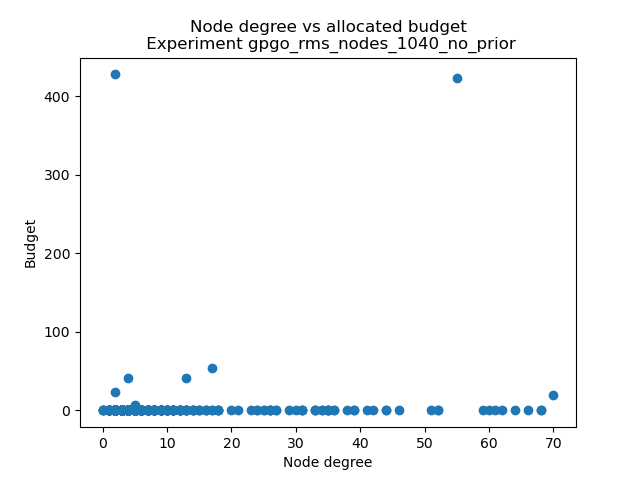 Node degree vs allocated budget
Experiment gpgo_rms_nodes_1040_no_prior
Budget
400
300
200
100
0
0 10 20 30 40 50 60 70
Node degree